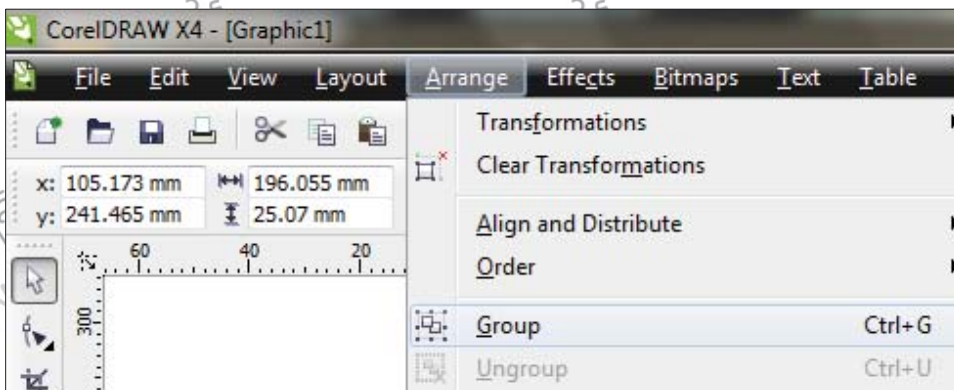 CorelDRAW X4 - [Graphic1]
File Edit View Layout Arrange Effects Bitmaps Text Table
Transformations
Clear Transformations
x: 105.173 mm 196.055 mm
y: 241.465 mm 25.07 mm
Align and Distribute
60 40 20
Order
300
Group Ctrl+G
Ungroup Ctrl+U